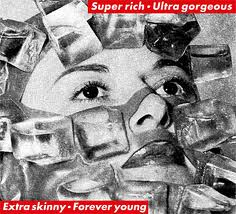 Super rich • Ultra gorgeous
Extra skinny • Forever young